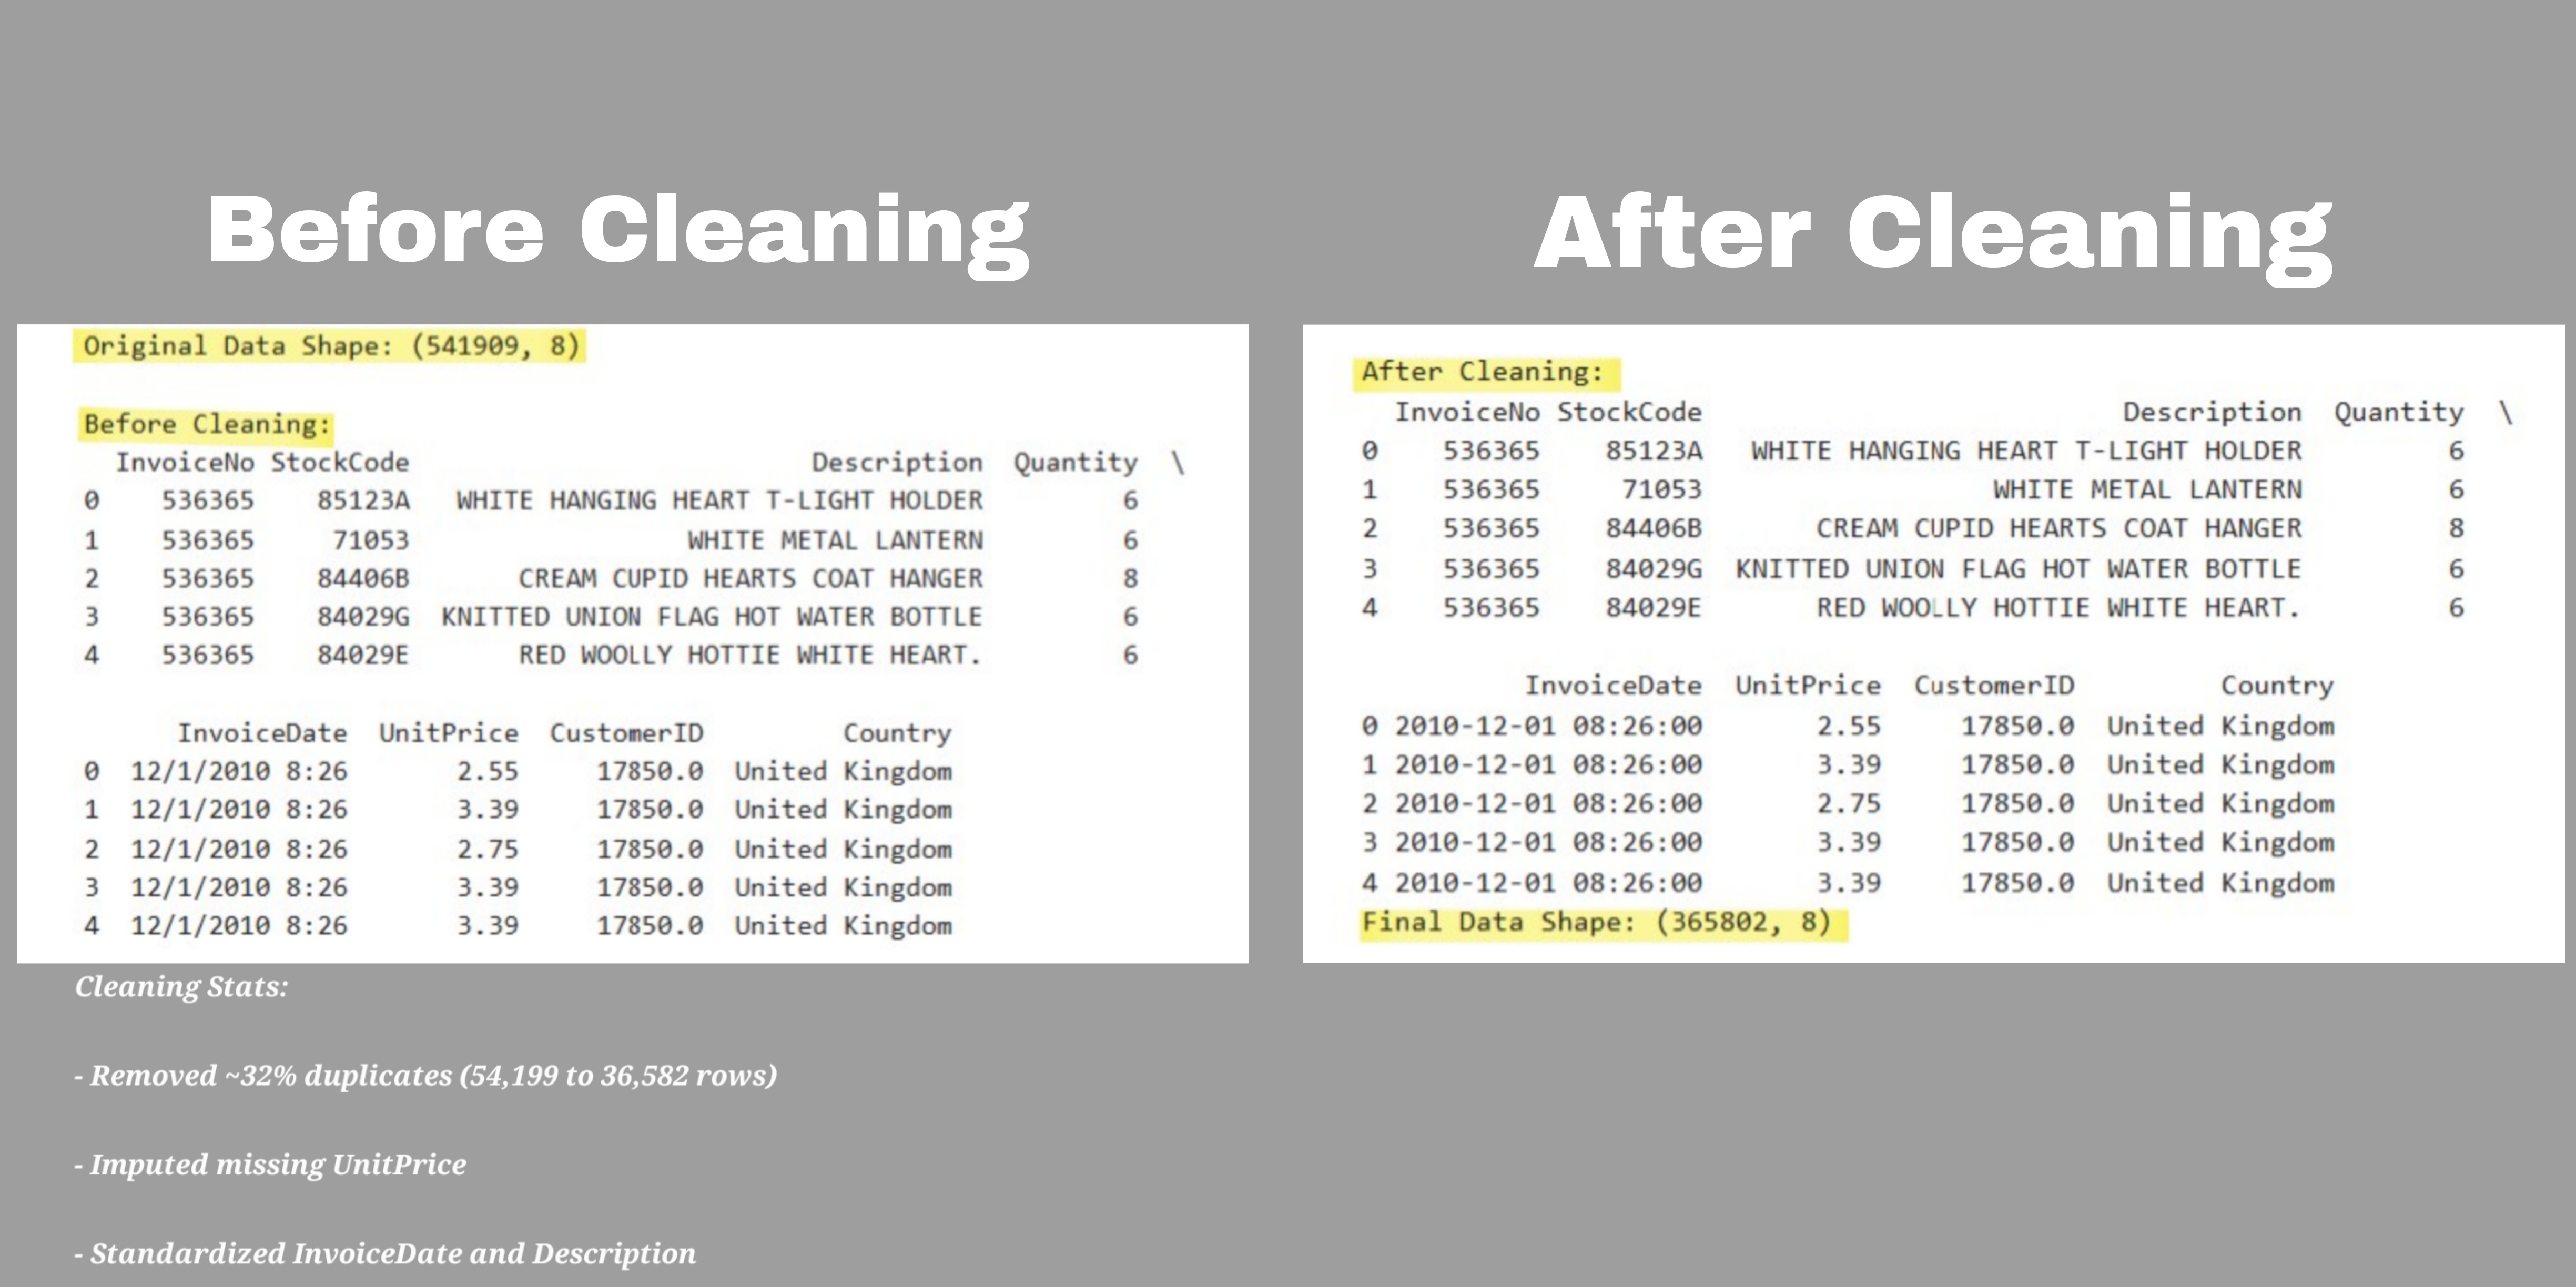 Before Cleaning
Original Data Shape: (541909, 8)
Before Cleaning:
InvoiceNo StockCode Description Quantity \
0 536365 85123A WHITE HANGING HEART T-LIGHT HOLDER 6
1 536365 71053 WHITE METAL LANTERN 6
2 536365 84406B CREAM CUPID HEARTS COAT HANGER 8
3 536365 84029G KNITTED UNION FLAG HOT WATER BOTTLE 6
4 536365 84029E RED WOOLLY HOTTIE WHITE HEART. 6
InvoiceDate UnitPrice CustomerID Country
0 12/1/2010 8:26 2.55 17850.0 United Kingdom
1 12/1/2010 8:26 3.39 17850.0 United Kingdom
2 12/1/2010 8:26 2.75 17850.0 United Kingdom
3 12/1/2010 8:26 3.39 17850.0 United Kingdom
4 12/1/2010 8:26 3.39 17850.0 United Kingdom
Cleaning Stats:
- Removed ~32% duplicates (54,199 to 36,582 rows)
- Imputed missing UnitPrice
- Standardized InvoiceDate and Description
After Cleaning
After Cleaning:
InvoiceNo StockCode Description Quantity \
0 536365 85123A WHITE HANGING HEART T-LIGHT HOLDER 6
1 536365 71053 WHITE METAL LANTERN 6
2 536365 84406B CREAM CUPID HEARTS COAT HANGER 8
3 536365 84029G KNITTED UNION FLAG HOT WATER BOTTLE 6
4 536365 84029E RED WOOLLY HOTTIE WHITE HEART. 6
InvoiceDate UnitPrice CustomerID Country
0 2010-12-01 08:26:00 2.55 17850.0 United Kingdom
1 2010-12-01 08:26:00 3.39 17850.0 United Kingdom
2 2010-12-01 08:26:00 2.75 17850.0 United Kingdom
3 2010-12-01 08:26:00 3.39 17850.0 United Kingdom
4 2010-12-01 08:26:00 3.39 17850.0 United Kingdom
Final Data Shape: (365802, 8)